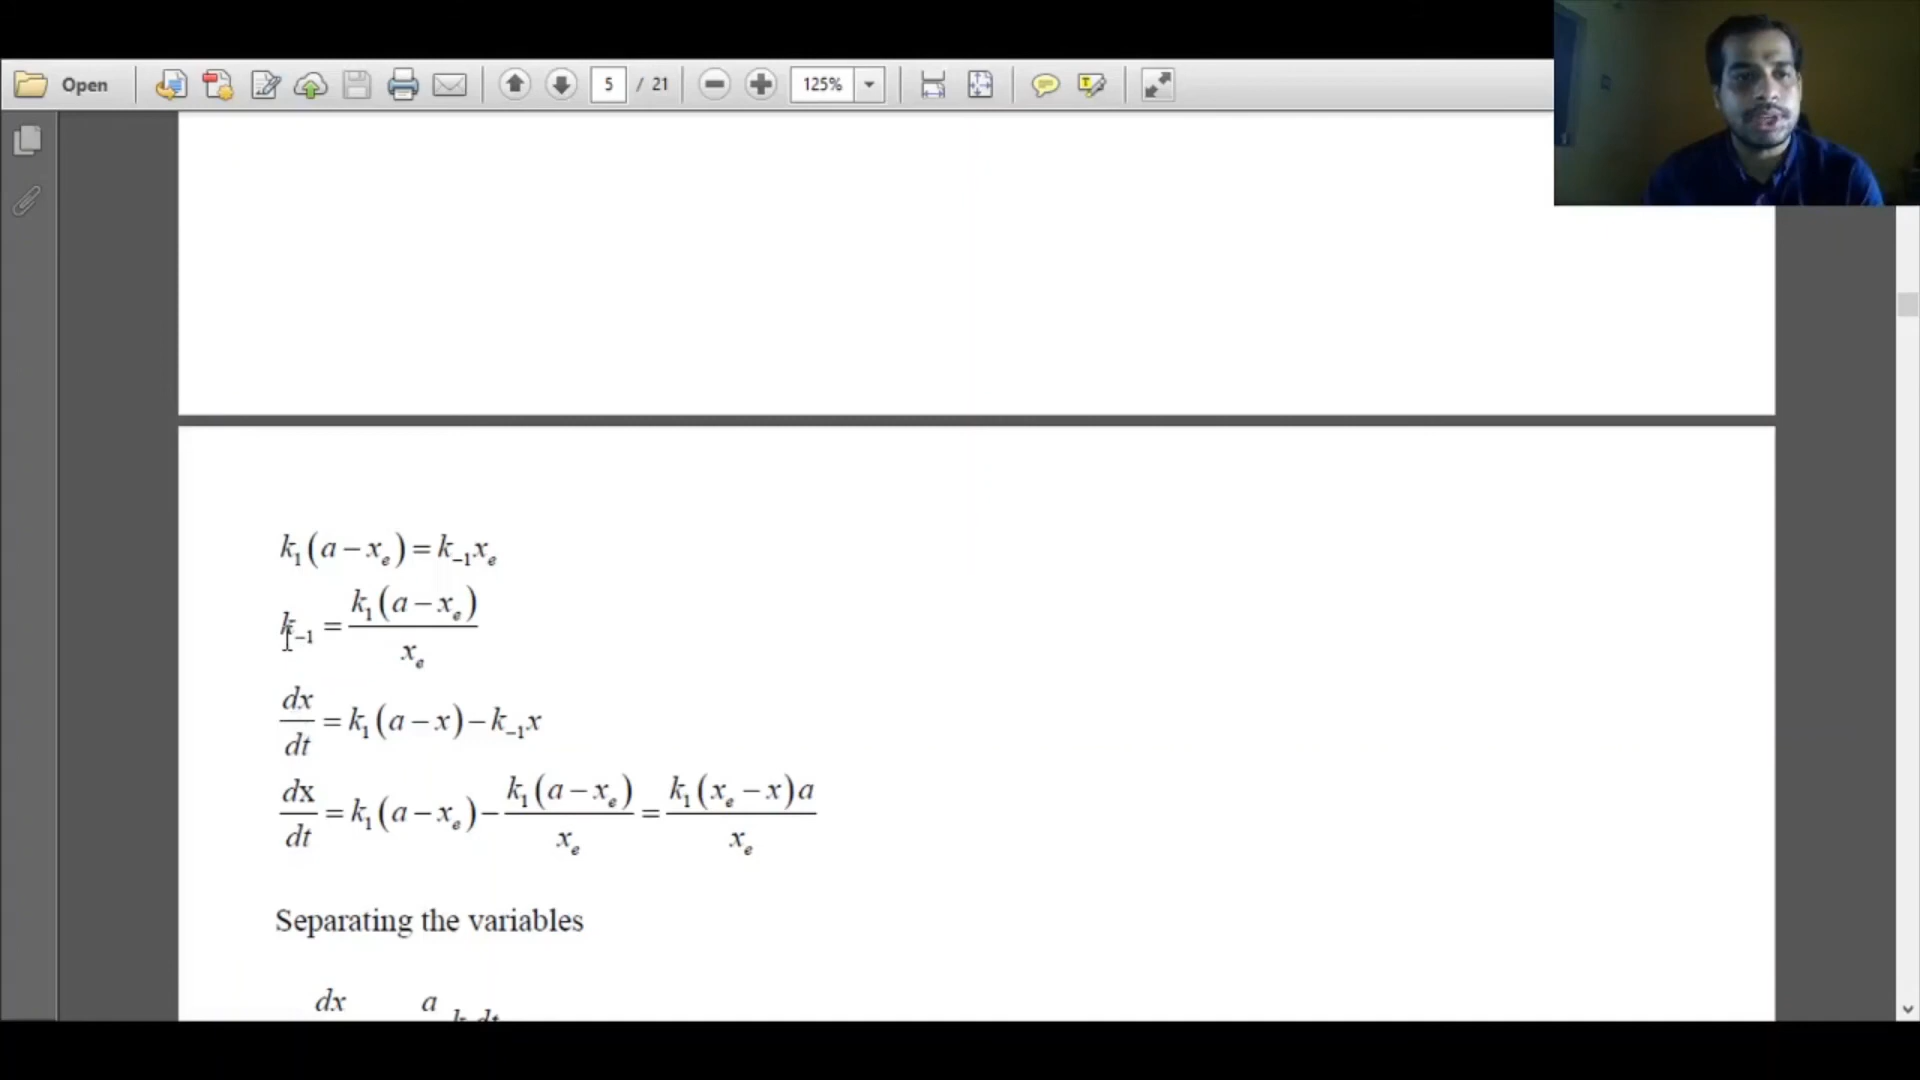 Open 5 / 21 125%
k₁(a − xₑ) = k₋₁xₑ
k₋₁ = k₁(a − xₑ) / xₑ
dx/dt = k₁(a − x) − k₋₁x
dx/dt = k₁(a − xₑ) − k₁(a − xₑ)/xₑ = k₁(xₑ − x)a/xₑ
Separating the variables
dx a